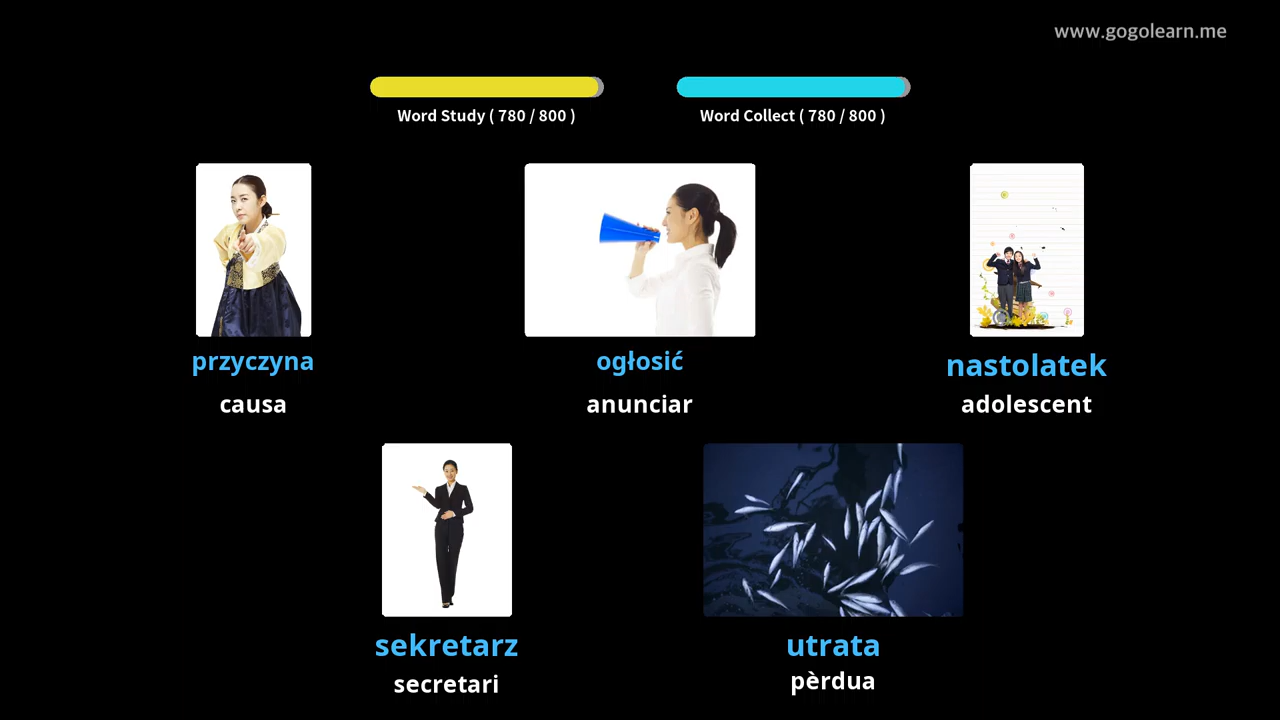 www.gogolearn.me
Word Study ( 780 / 800 )
Word Collect ( 780 / 800 )
przyczyna
causa
ogłosić
anunciar
nastolatek
adolescent
sekretarz
secretari
utrata
pèrdua